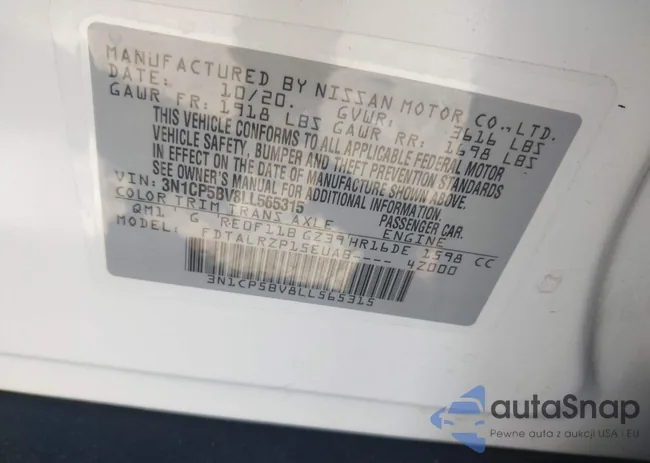 MANUFACTURED BY NISSAN MOTOR CO.,LTD.
DATE: 10/20. GVWR: 3616 LBS
GAWR FR: 1918 LBS GAWR RR: 1698 LBS
THIS VEHICLE CONFORMS TO ALL APPLICABLE FEDERAL MOTOR
VEHICLE SAFETY, BUMPER AND THEFT PREVENTION STANDARDS
IN EFFECT ON THE DATE OF MANUFACTURE SHOWN ABOVE.
SEE OWNER'S MANUAL FOR ADDITIONAL INFORMATION.
VIN: 3N1CP5BV8LL565315 PASSENGER CAR
COLOR TRIM TRANS AXLE ENGINE
QM1 G RE0F11B GZ39 HR16DE 1598 CC
FDTALRZP15EUAB---- 4Z000
3N1CP5BV8LL565315
autaSnap
Pewne auta z aukcji USA i EU